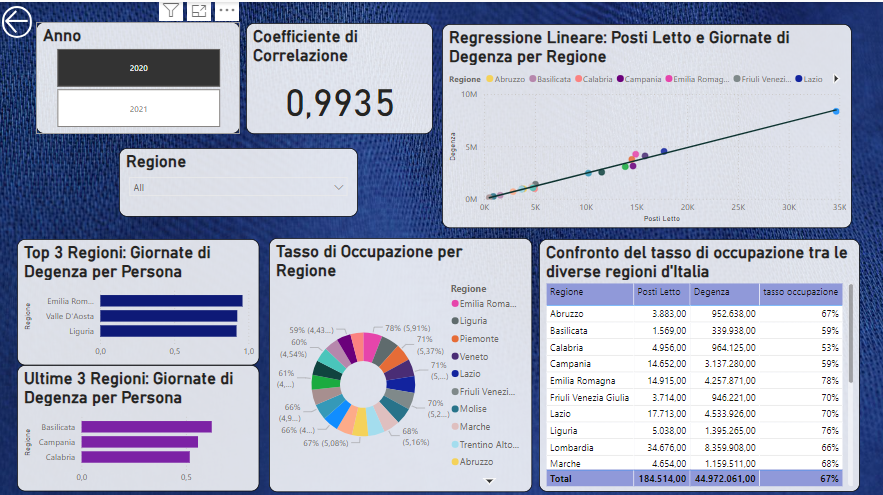 Anno
2020
2021
Coefficiente di
Correlazione
0,9935
Regione
All
Regressione Lineare: Posti Letto e Giornate di
Degenza per Regione
Regione Abruzzo Basilicata Calabria Campania Emilia Romag... Friuli Venezi... Lazio
10M
5M
0M
Degenza
0K 5K 10K 15K 20K 25K 30K 35K
Posti Letto
Top 3 Regioni: Giornate di
Degenza per Persona
Regione
Emilia Rom...
Valle D'Aosta
Liguria
0,0 0,5 1,0
Ultime 3 Regioni: Giornate di
Degenza per Persona
Regione
Basilicata
Campania
Calabria
0,0 0,5
Tasso di Occupazione per
Regione
59% (4,43...)
60%
(4,54%)
61%
(4,...)
66%
(4,9...)
66% (4...)
67% (5,08%)
78% (5,91%)
71%
(5,37%)
71%
(5,...)
70%
(5,2...)
68%
(5,16%)
Regione
Emilia Roma...
Liguria
Piemonte
Veneto
Lazio
Friuli Venezi...
Molise
Marche
Trentino Alto...
Abruzzo
Confronto del tasso di occupazione tra le
diverse regioni d'Italia
Regione Posti Letto Degenza tasso occupazione
Abruzzo 3.883,00 952.638,00 67%
Basilicata 1.569,00 339.938,00 59%
Calabria 4.956,00 964.125,00 53%
Campania 14.652,00 3.137.280,00 59%
Emilia Romagna 14.915,00 4.257.871,00 78%
Friuli Venezia Giulia 3.714,00 946.221,00 70%
Lazio 17.713,00 4.533.926,00 70%
Liguria 5.038,00 1.395.265,00 76%
Lombardia 34.676,00 8.359.908,00 66%
Marche 4.654,00 1.159.511,00 68%
Total 184.514,00 44.972.061,00 67%